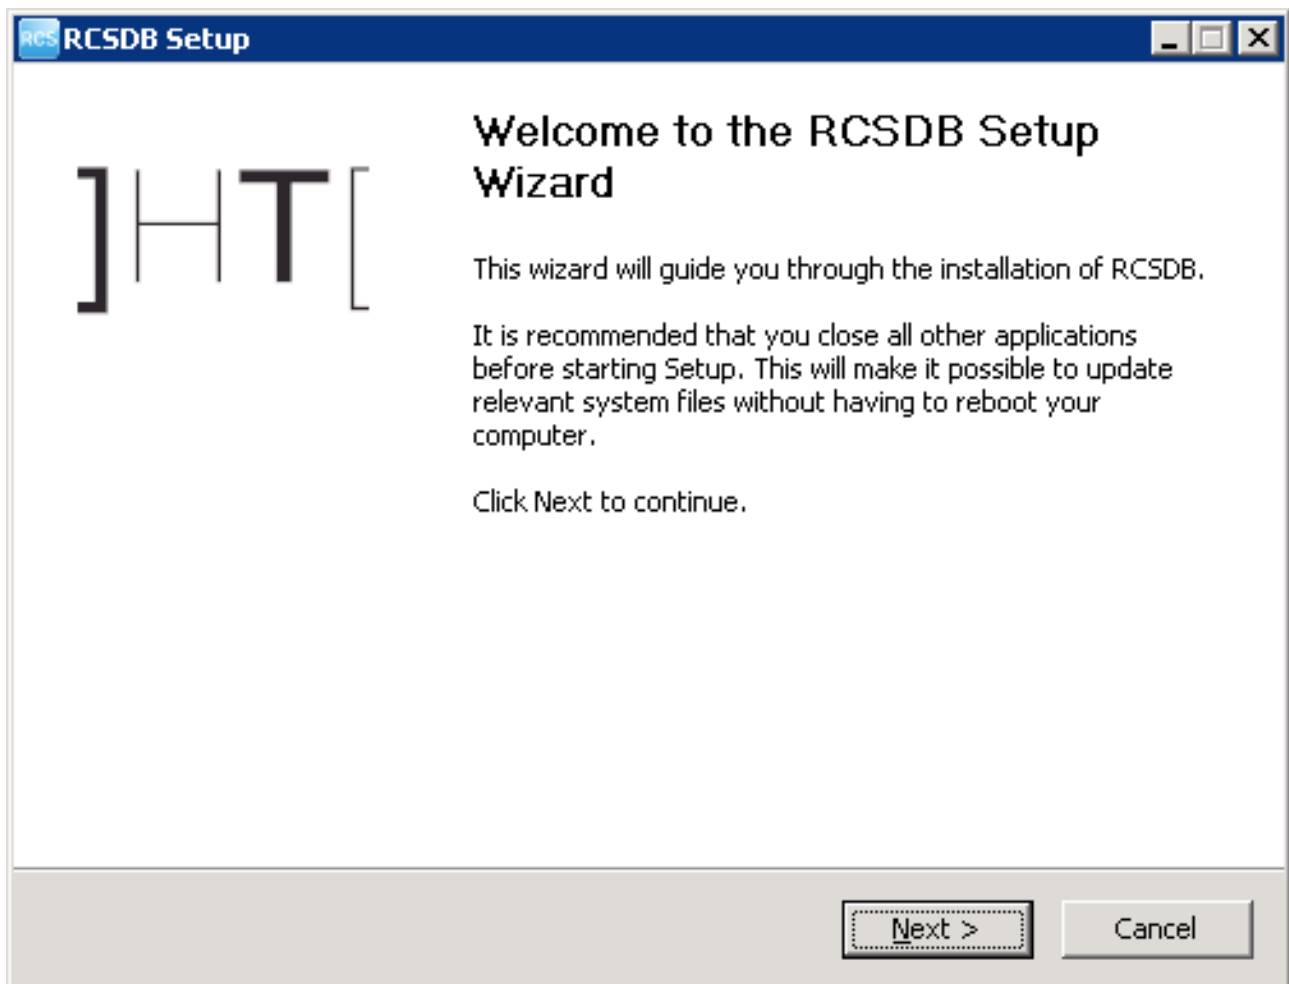 RCS RCSDB Setup
]HT[
Welcome to the RCSDB Setup
Wizard
This wizard will guide you through the installation of RCSDB.
It is recommended that you close all other applications
before starting Setup. This will make it possible to update
relevant system files without having to reboot your
computer.
Click Next to continue.
Next >
Cancel